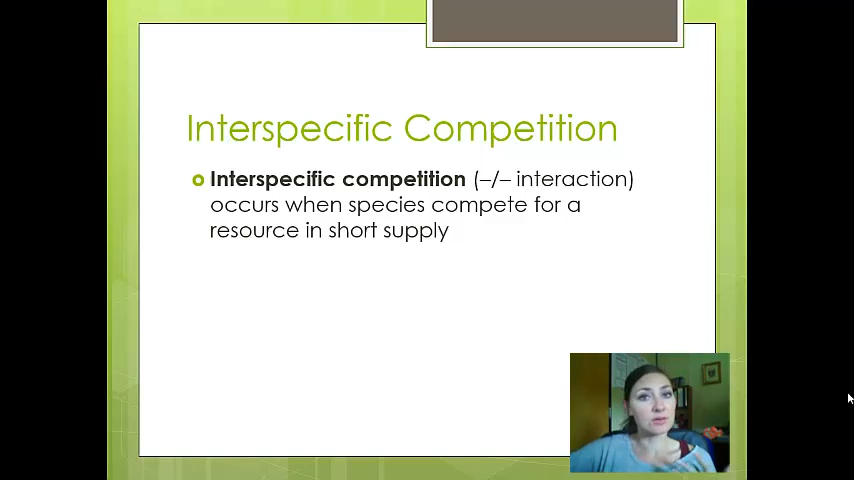 Interspecific Competition
Interspecific competition (–/– interaction)
occurs when species compete for a
resource in short supply